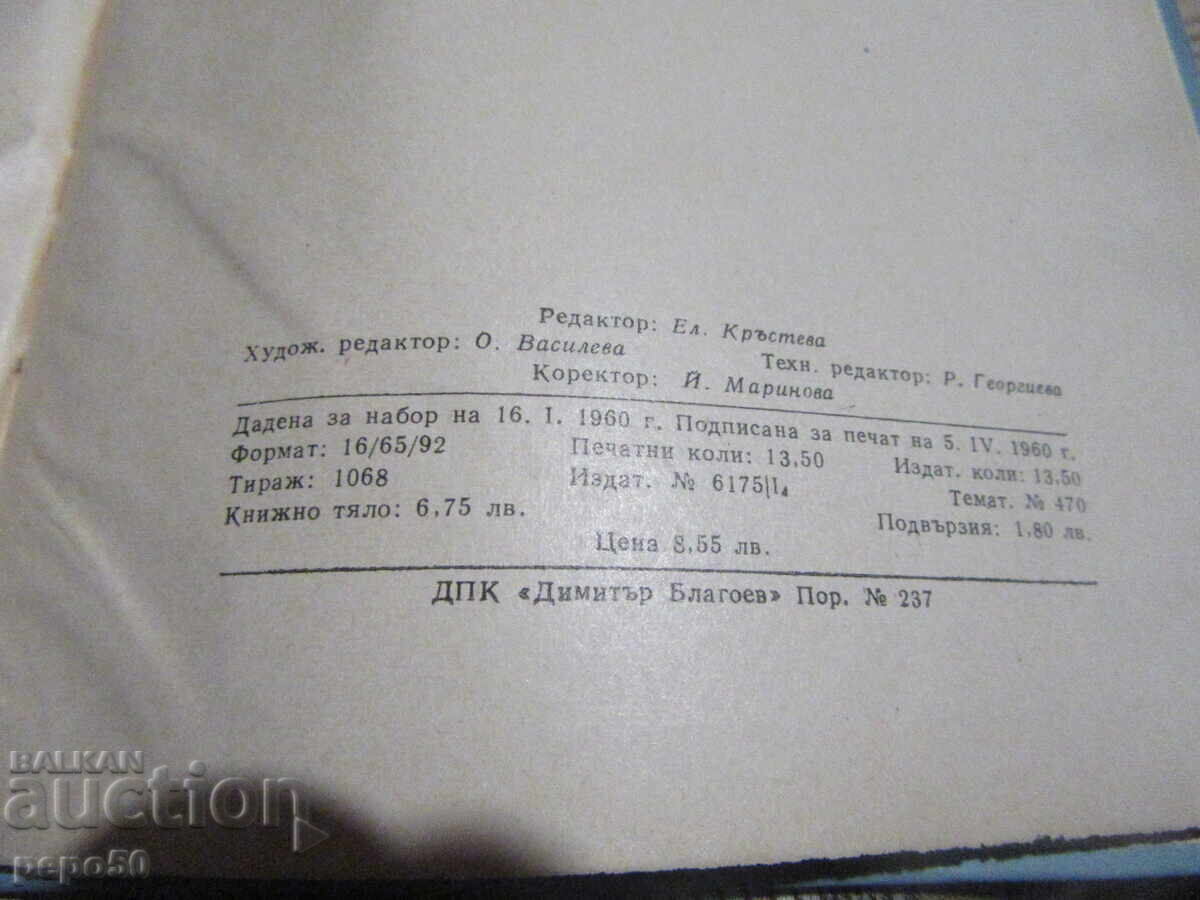 Редактор: Ел. Кръстева
Худож. редактор: О. Василева Техн. редактор: Р. Георгиева
Коректор: Й. Маринова
Дадена за набор на 16. I. 1960 г. Подписана за печат на 5. IV. 1960 г.
Формат: 16/65/92 Печатни коли: 13,50 Издат. коли: 13,50
Тираж: 1068 Издат. № 6175|I₄ Темат. № 470
Книжно тяло: 6,75 лв. Подвързия: 1,80 лв.
Цена 8,55 лв.
ДПК «Димитър Благоев» Пор. № 237
BALKAN
auction
pepo50